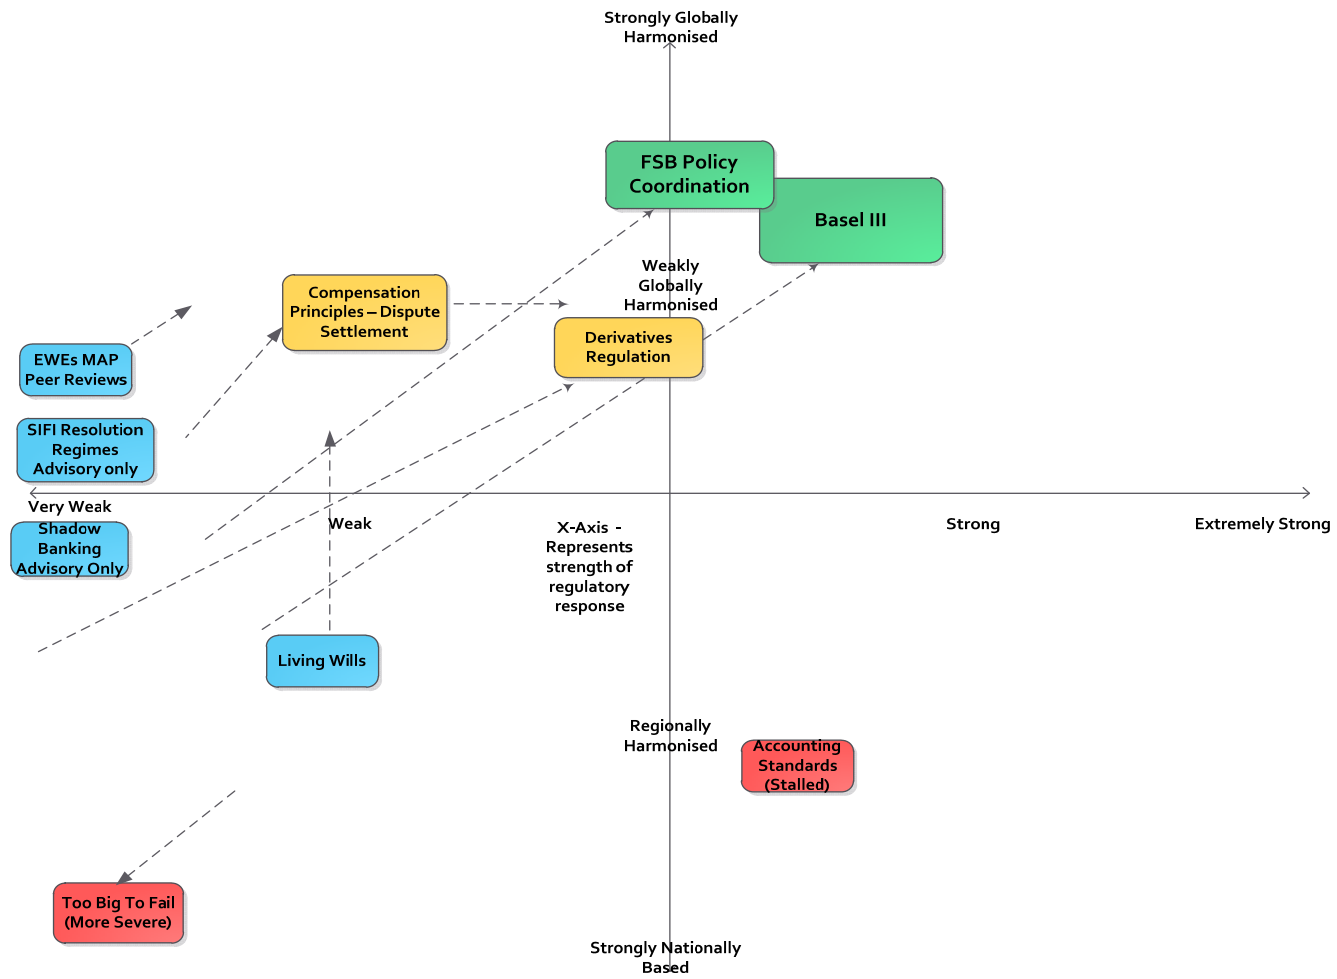 Strongly Globally
Harmonised
FSB Policy
Coordination
Basel III
Weakly
Globally
Harmonised
Compensation
Principles – Dispute
Settlement
Derivatives
Regulation
EWEs MAP
Peer Reviews
SIFI Resolution
Regimes
Advisory only
Very Weak
Weak
Strong
Extremely Strong
Shadow
Banking
Advisory Only
X-Axis -
Represents
strength of
regulatory
response
Living Wills
Regionally
Harmonised
Accounting
Standards
(Stalled)
Too Big To Fail
(More Severe)
Strongly Nationally
Based